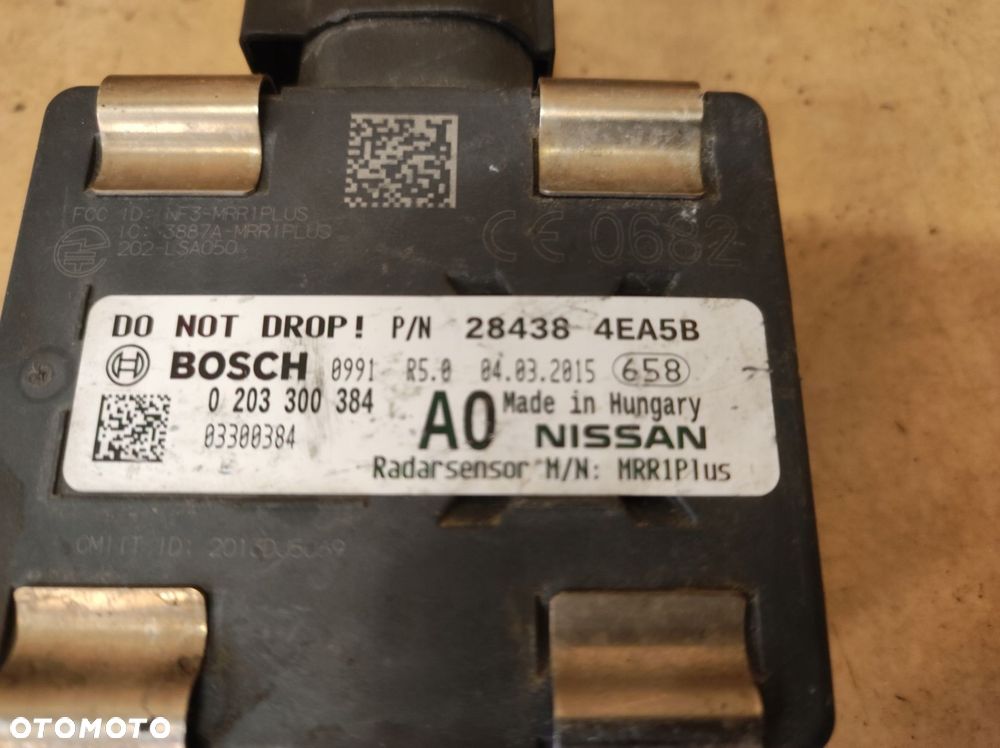 FCC ID: NF3-MRR1PLUS
IC: 3887A-MRR1PLUS
202-LSA050
CE 0682
DO NOT DROP! P/N 28438 4EA5B
BOSCH 0991 R5.0 04.03.2015 658
0 203 300 384 A0 Made in Hungary
03300384 NISSAN
Radarsensor M/N: MRR1Plus
CMIIT ID:
OTOMOTO